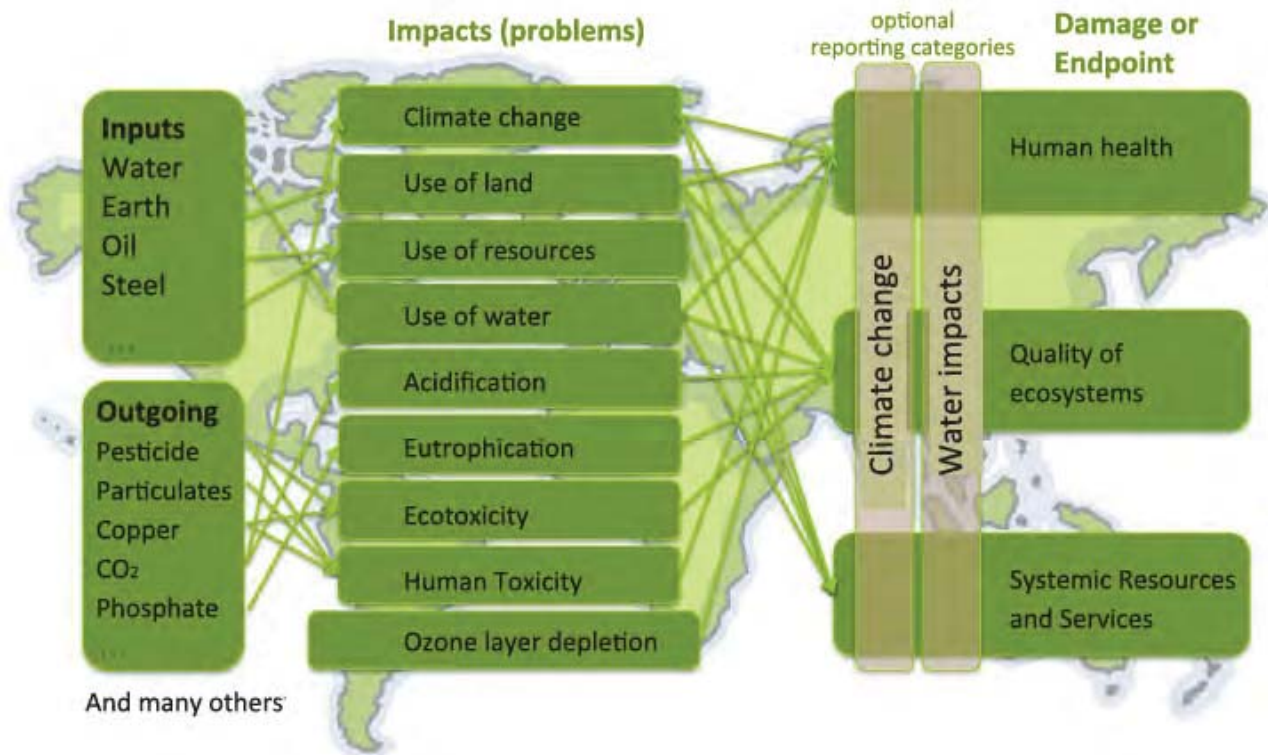 Impacts (problems)
optional
reporting categories
Damage or
Endpoint
Inputs
Water
Earth
Oil
Steel
...
Outgoing
Pesticide
Particulates
Copper
CO₂
Phosphate
...
And many others
Climate change
Use of land
Use of resources
Use of water
Acidification
Eutrophication
Ecotoxicity
Human Toxicity
Ozone layer depletion
Climate change
Water impacts
Human health
Quality of
ecosystems
Systemic Resources
and Services